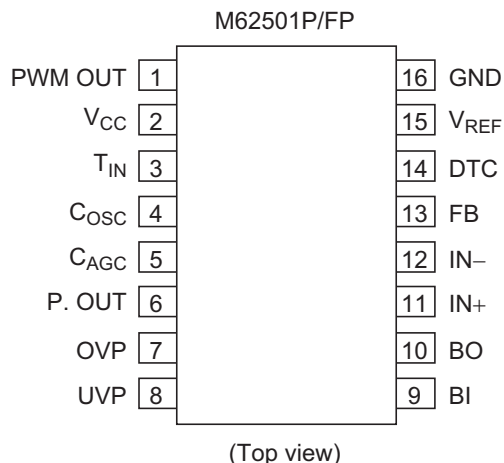 M62501P/FP
PWM OUT 1 16 GND
VCC 2 15 VREF
TIN 3 14 DTC
COSC 4 13 FB
CAGC 5 12 IN−
P. OUT 6 11 IN+
OVP 7 10 BO
UVP 8 9 BI
(Top view)